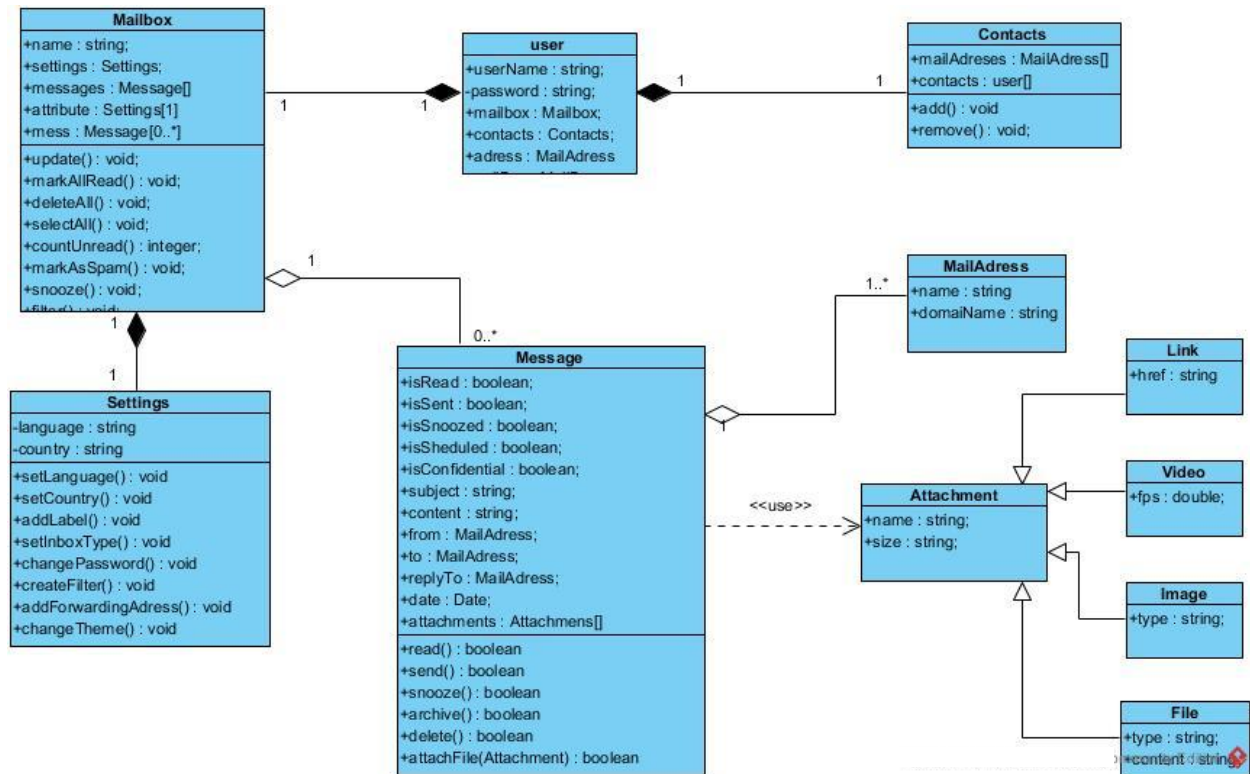 Mailbox
+name : string;
+settings : Settings;
+messages : Message[]
+attribute : Settings[1]
+mess : Message[0..*]
+update() : void;
+markAllRead() : void;
+deleteAll() : void;
+selectAll() : void;
+countUnread() : integer;
+markAsSpam() : void;
+snooze() : void;
+filter() : void;
user
+userName : string;
-password : string;
+mailbox : Mailbox;
+contacts : Contacts;
+adress : MailAdress
Contacts
+mailAdreses : MailAdress[]
+contacts : user[]
+add() : void
+remove() : void;
1
1
1
1
1
0..*
1
1
Settings
-language : string
-country : string
+setLanguage() : void
+setCountry() : void
+addLabel() : void
+setInboxType() : void
+changePassword() : void
+createFilter() : void
+addForwardingAdress() : void
+changeTheme() : void
Message
+isRead : boolean;
+isSent : boolean;
+isSnoozed : boolean;
+isSheduled : boolean;
+isConfidential : boolean;
+subject : string;
+content : string;
+from : MailAdress;
+to : MailAdress;
+replyTo : MailAdress;
+date : Date;
+attachments : Attachmens[]
+read() : boolean
+send() : boolean
+snooze() : boolean
+archive() : boolean
+delete() : boolean
+attachFile(Attachment) : boolean
1
1..*
MailAdress
+name : string
+domaiName : string
<<use>>
Attachment
+name : string;
+size : string;
Link
+href : string
Video
+fps : double;
Image
+type : string;
File
+type : string;
+content : string